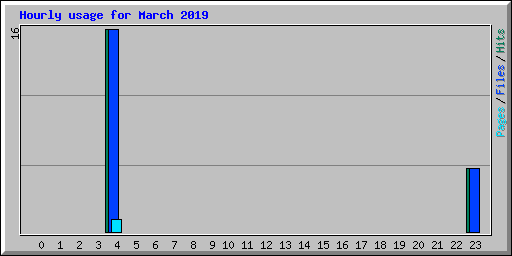 Hourly usage for March 2019
16
Pages/Files/Hits
0 1 2 3 4 5 6 7 8 9 10 11 12 13 14 15 16 17 18 19 20 21 22 23